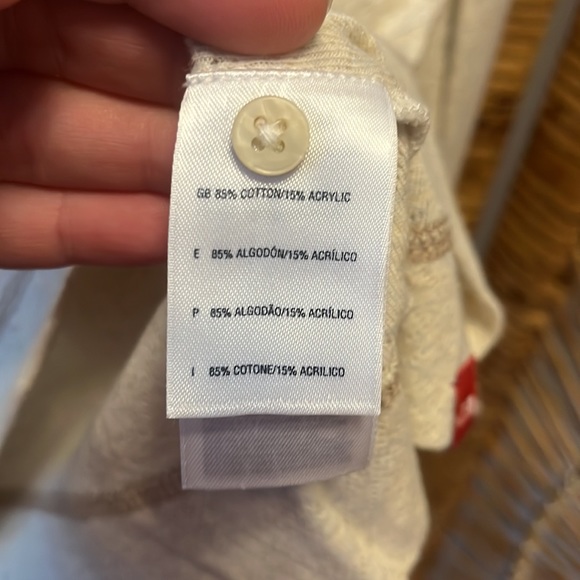 GB 85% COTTON/15% ACRYLIC
E 85% ALGODÓN/15% ACRÍLICO
P 85% ALGODÃO/15% ACRÍLICO
I 85% COTONE/15% ACRILICO